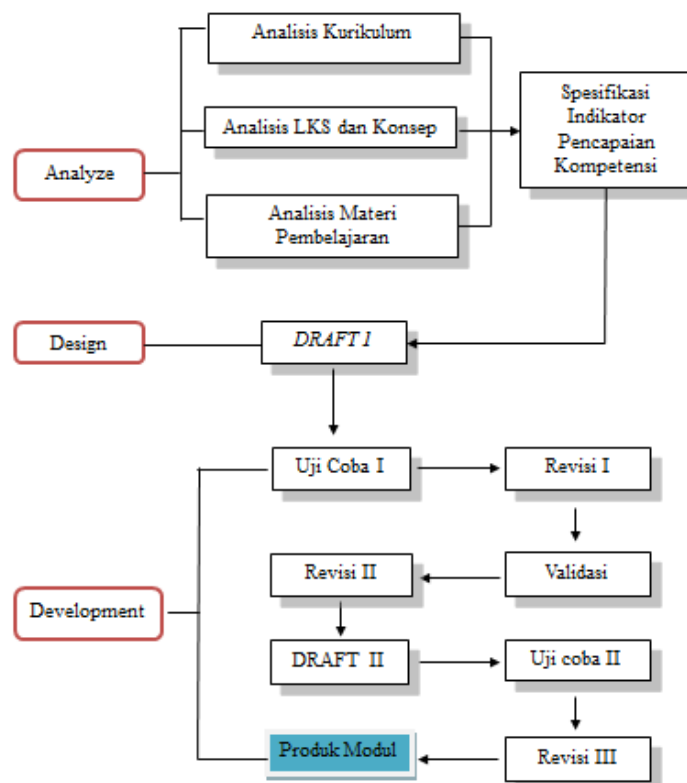 Analisis Kurikulum
Spesifikasi
Indikator
Pencapaian
Kompetensi
Analisis LKS dan Konsep
Analyze
Analisis Materi
Pembelajaran
Design
DRAFT I
Uji Coba I
Revisi I
Revisi II
Validasi
Development
DRAFT II
Uji coba II
Produk Modul
Revisi III